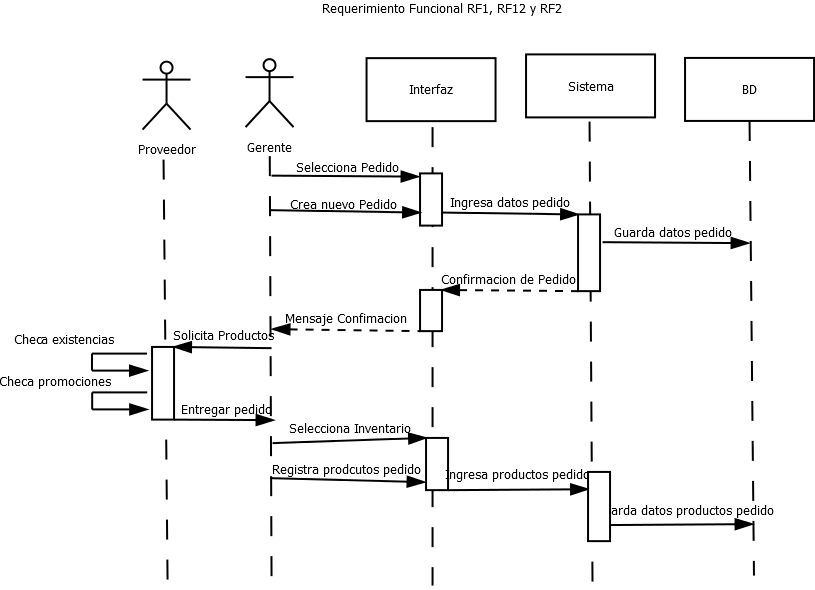 Requerimiento Funcional RF1, RF12 y RF2
Interfaz
Sistema
BD
Proveedor
Gerente
Selecciona Pedido
Crea nuevo Pedido
Ingresa datos pedido
Guarda datos pedido
Confirmacion de Pedido
Mensaje Confimacion
Solicita Productos
Checa existencias
Checa promociones
Entregar pedido
Selecciona Inventario
Registra prodcutos pedido
Ingresa productos pedido
arda datos productos pedido